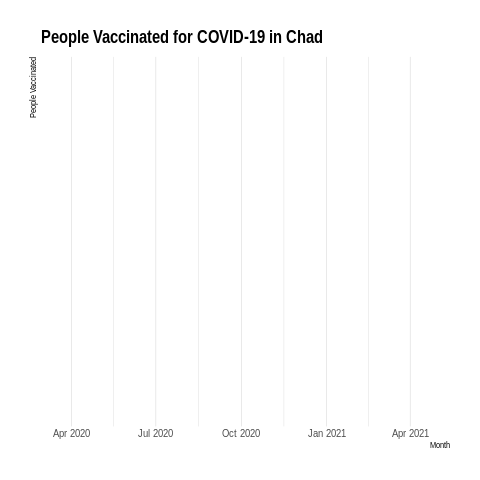 People Vaccinated for COVID-19 in Chad
People Vaccinated
Apr 2020
Jul 2020
Oct 2020
Jan 2021
Apr 2021
Month